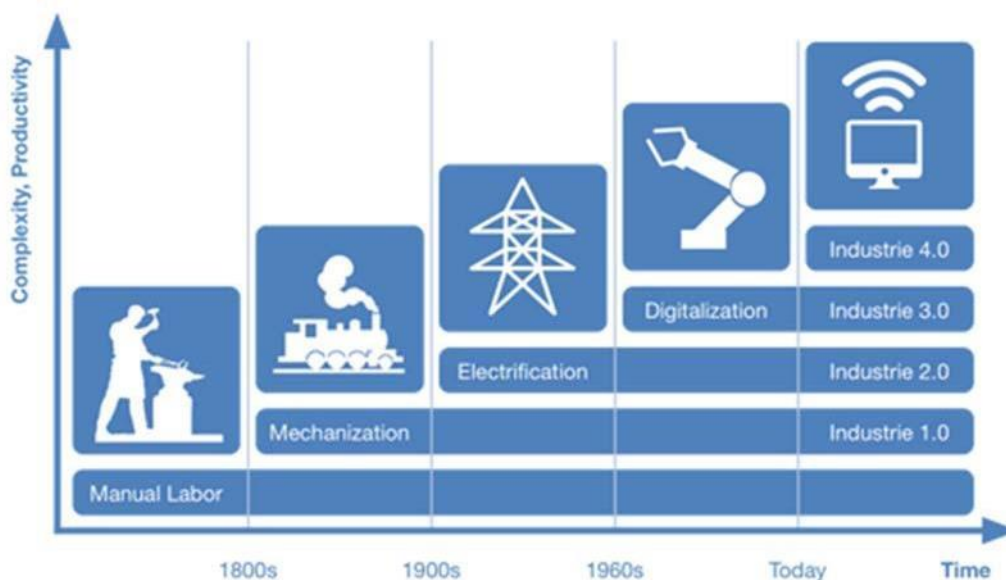 Complexity, Productivity
Industrie 4.0
Digitalization Industrie 3.0
Electrification Industrie 2.0
Mechanization Industrie 1.0
Manual Labor
1800s 1900s 1960s Today Time